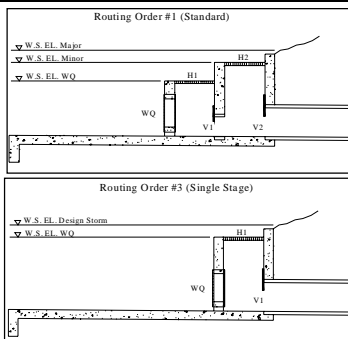 Routing Order #1 (Standard)
W.S. EL. Major
W.S. EL. Minor
H2
W.S. EL. WQ
H1
WQ
V1
V2
Routing Order #3 (Single Stage)
W.S. EL. Design Storm
W.S. EL. WQ
H1
WQ
V1